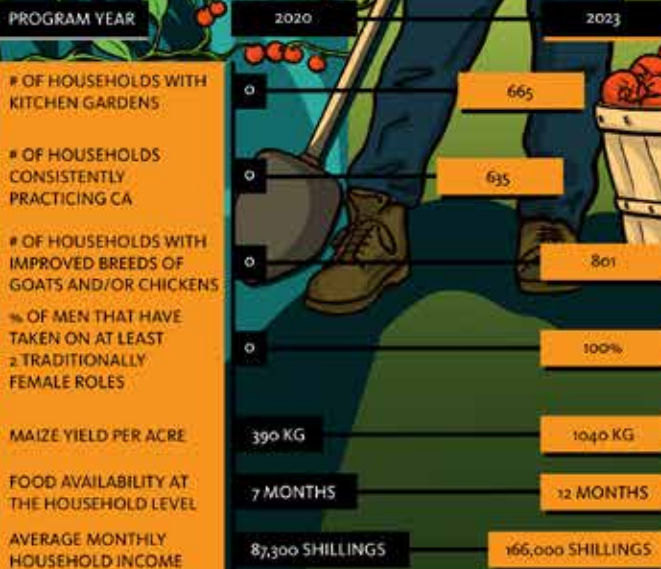 PROGRAM YEAR 2020 2023
# OF HOUSEHOLDS WITH
KITCHEN GARDENS
0 665
# OF HOUSEHOLDS
CONSISTENTLY
PRACTICING CA
0 635
# OF HOUSEHOLDS WITH
IMPROVED BREEDS OF
GOATS AND/OR CHICKENS
0 801
% OF MEN THAT HAVE
TAKEN ON AT LEAST
2 TRADITIONALLY
FEMALE ROLES
0 100%
MAIZE YIELD PER ACRE 390 KG 1040 KG
FOOD AVAILABILITY AT
THE HOUSEHOLD LEVEL
7 MONTHS 12 MONTHS
AVERAGE MONTHLY
HOUSEHOLD INCOME
87,300 SHILLINGS 166,000 SHILLINGS